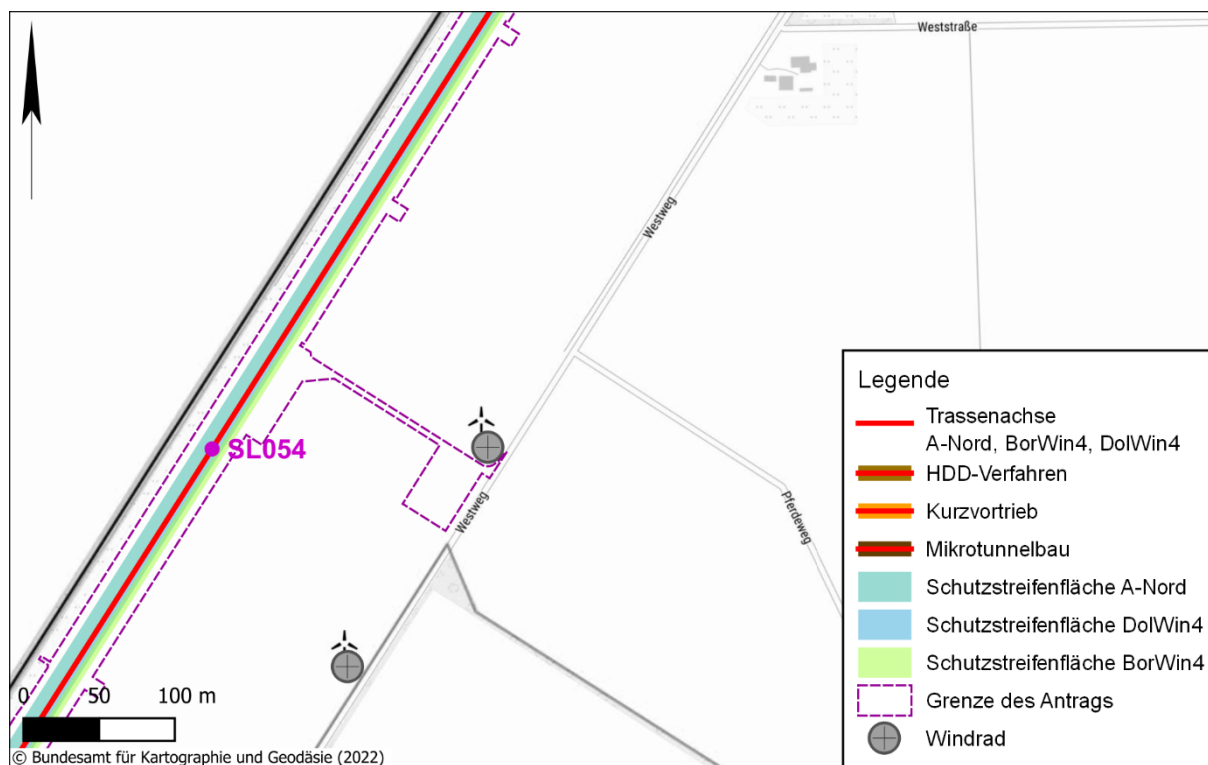 Weststraße
Westweg
SL054
Westweg
Pferdeweg
0 50 100 m
© Bundesamt für Kartographie und Geodäsie (2022)
Legende
Trassenachse
A-Nord, BorWin4, DolWin4
HDD-Verfahren
Kurzvortrieb
Mikrotunnelbau
Schutzstreifenfläche A-Nord
Schutzstreifenfläche DolWin4
Schutzstreifenfläche BorWin4
Grenze des Antrags
Windrad